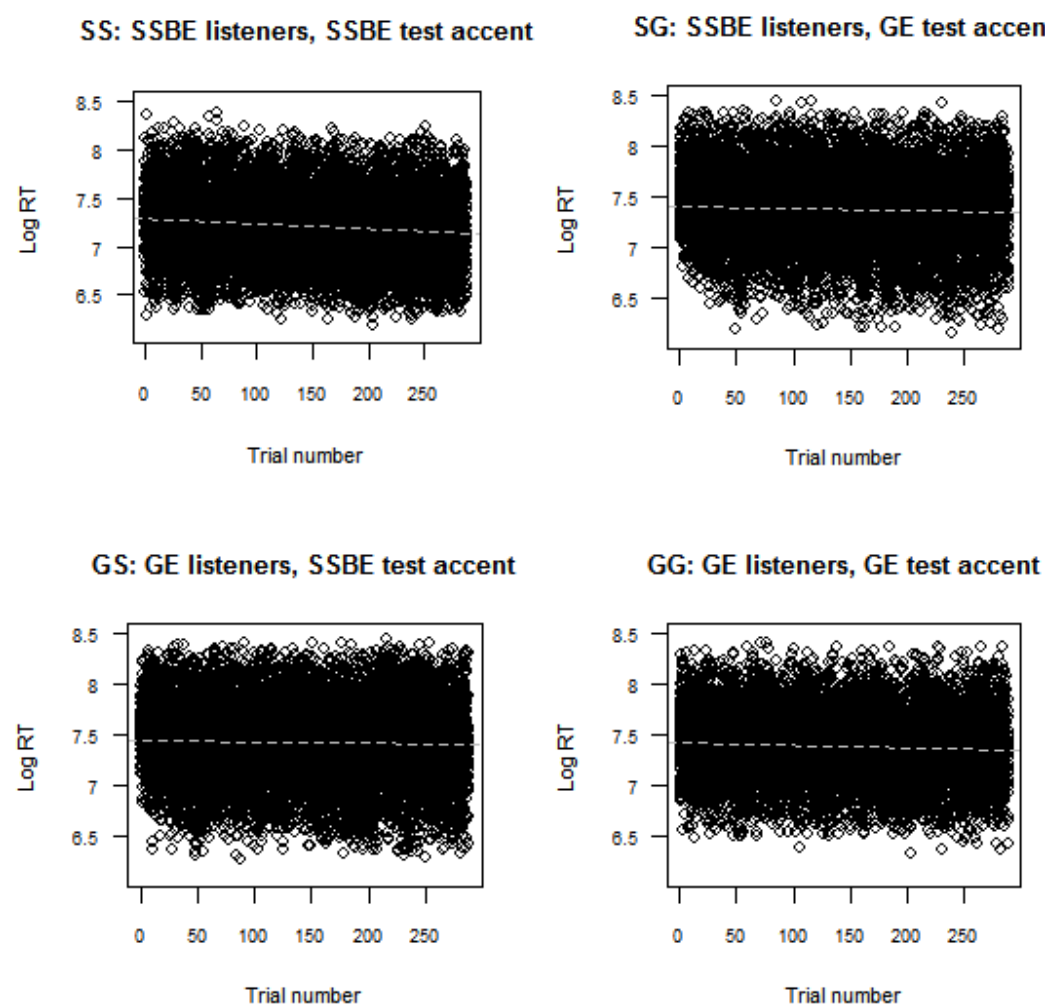 SS: SSBE listeners, SSBE test accent
8.5
8
7.5
7
6.5
Log RT
0 50 100 150 200 250
Trial number
SG: SSBE listeners, GE test accen
8.5
8
7.5
7
6.5
Log RT
0 50 100 150 200 250
Trial number
GS: GE listeners, SSBE test accent
8.5
8
7.5
7
6.5
Log RT
0 50 100 150 200 250
Trial number
GG: GE listeners, GE test accent
8.5
8
7.5
7
6.5
Log RT
0 50 100 150 200 250
Trial number